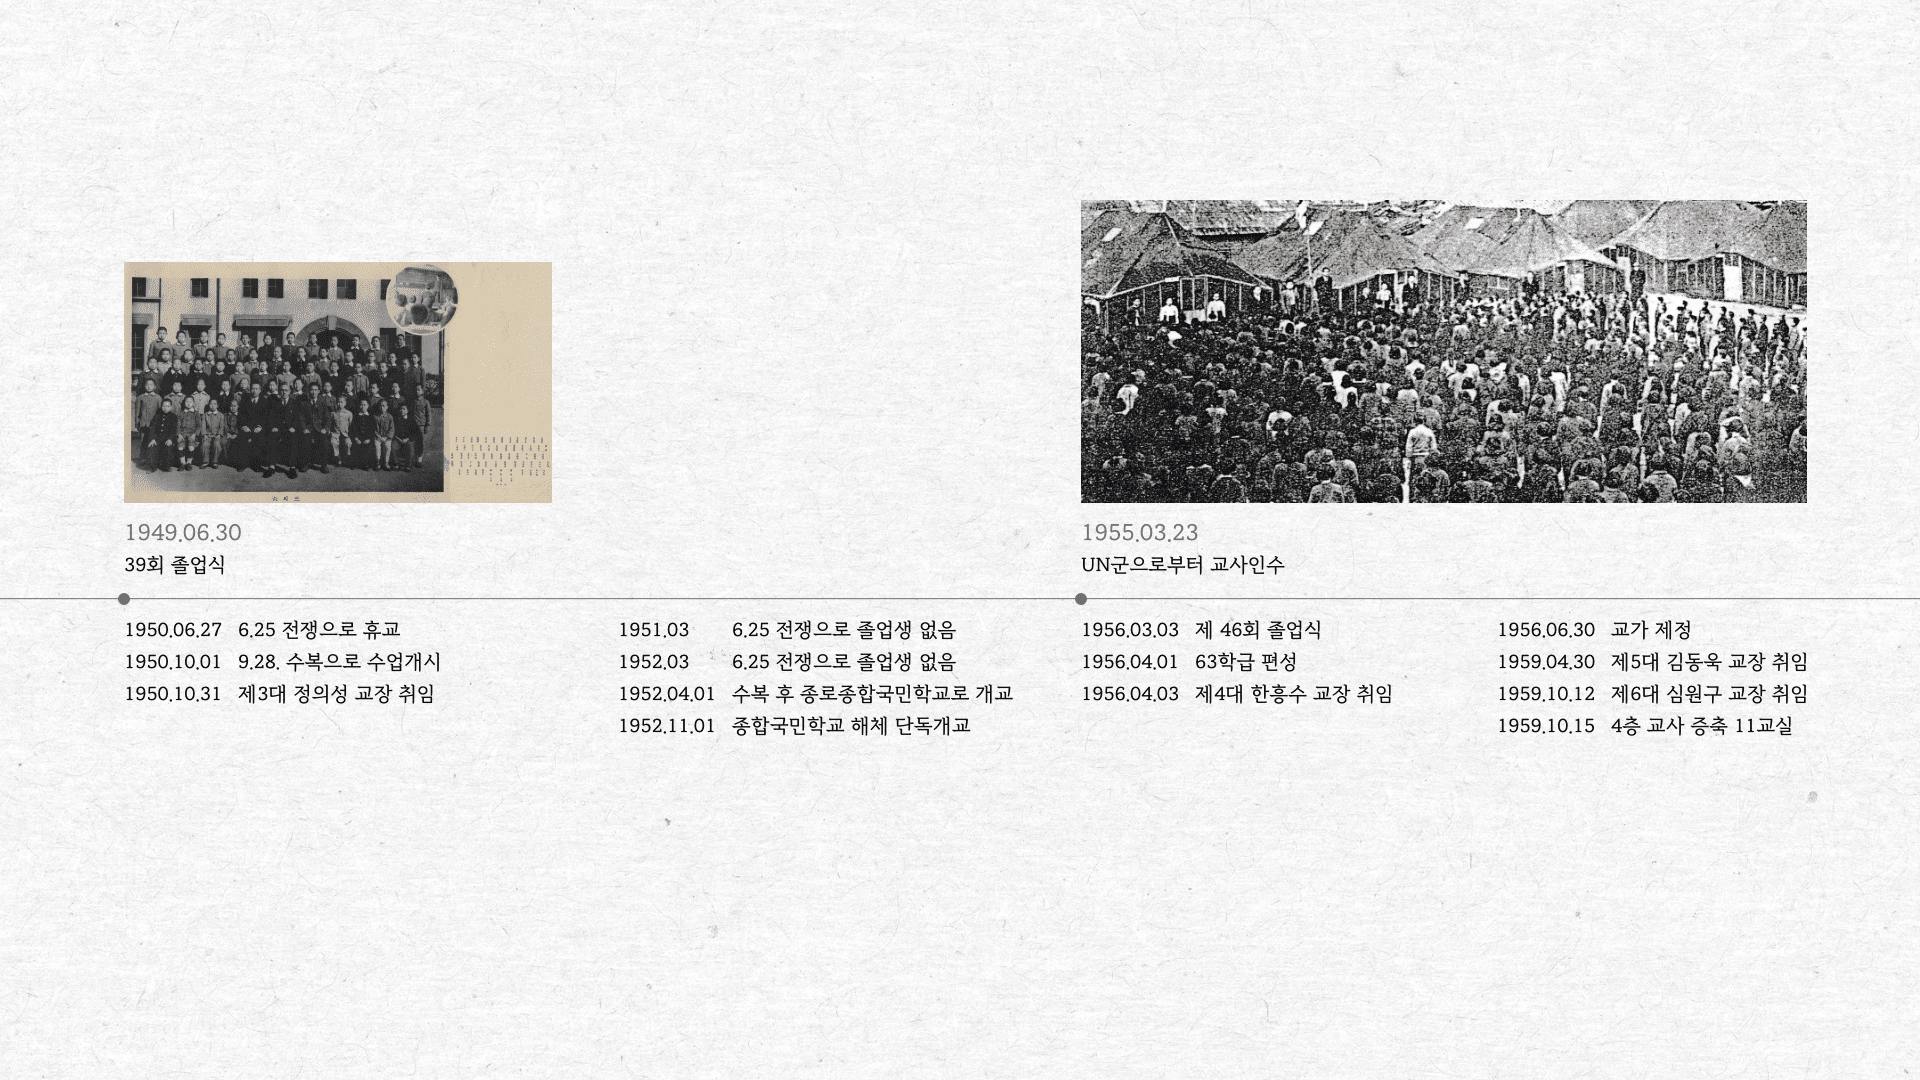 1949.06.30
39회 졸업식
1950.06.27 6.25 전쟁으로 휴교
1950.10.01 9.28. 수복으로 수업개시
1950.10.31 제3대 정의성 교장 취임
1951.03 6.25 전쟁으로 졸업생 없음
1952.03 6.25 전쟁으로 졸업생 없음
1952.04.01 수복 후 종로종합국민학교로 개교
1952.11.01 종합국민학교 해체 단독개교
1955.03.23
UN군으로부터 교사인수
1956.03.03 제 46회 졸업식
1956.04.01 63학급 편성
1956.04.03 제4대 한흥수 교장 취임
1956.06.30 교가 제정
1959.04.30 제5대 김동욱 교장 취임
1959.10.12 제6대 심원구 교장 취임
1959.10.15 4층 교사 증축 11교실